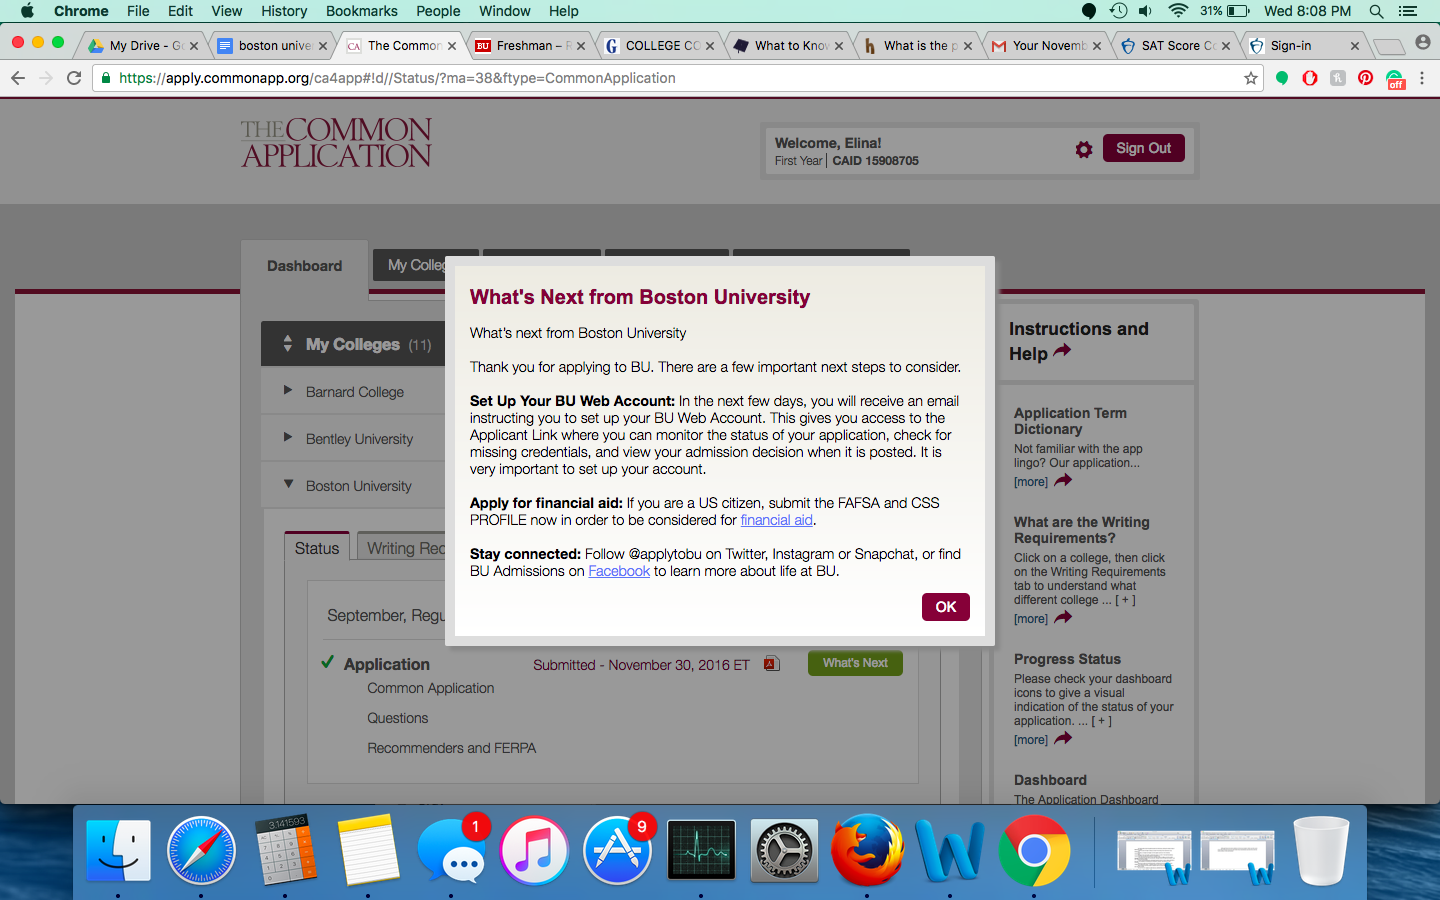 Chrome File Edit View History Bookmarks People Window Help 31% Wed 8:08 PM
My Drive - Go boston unive The Common Freshman – R COLLEGE CO What to Know What is the p Your Novemb SAT Score Sign-in
https://apply.commonapp.org/ca4app#!d//Status/?ma=38&ftype=CommonApplication
off
THE COMMON
APPLICATION
Welcome, Elina!
First Year | CAID 15908705
Sign Out
Dashboard
My Colleg
What's Next from Boston University
What's next from Boston University
Thank you for applying to BU. There are a few important next steps to consider.
Set Up Your BU Web Account: In the next few days, you will receive an email
instructing you to set up your BU Web Account. This gives you access to the
Applicant Link where you can monitor the status of your application, check for
missing credentials, and view your admission decision when it is posted. It is
very important to set up your account.
Apply for financial aid: If you are a US citizen, submit the FAFSA and CSS
PROFILE now in order to be considered for financial aid.
Stay connected: Follow @applytobu on Twitter, Instagram or Snapchat, or find
BU Admissions on Facebook to learn more about life at BU.
OK
My Colleges (11)
Barnard College
Bentley University
Boston University
Status
Writing Rec
September, Regu
Application
Submitted - November 30, 2016 ET
What's Next
Common Application
Questions
Recommenders and FERPA
Instructions and
Help
Application Term
Dictionary
Not familiar with the app
lingo? Our application...
[more]
What are the Writing
Requirements?
Click on a college, then click
on the Writing Requirements
tab to understand what
different college ... [ + ]
[more]
Progress Status
Please check your dashboard
icons to give a visual
indication of the status of your
application. ... [ + ]
[more]
Dashboard
The Application Dashboard
3.141593
1
9